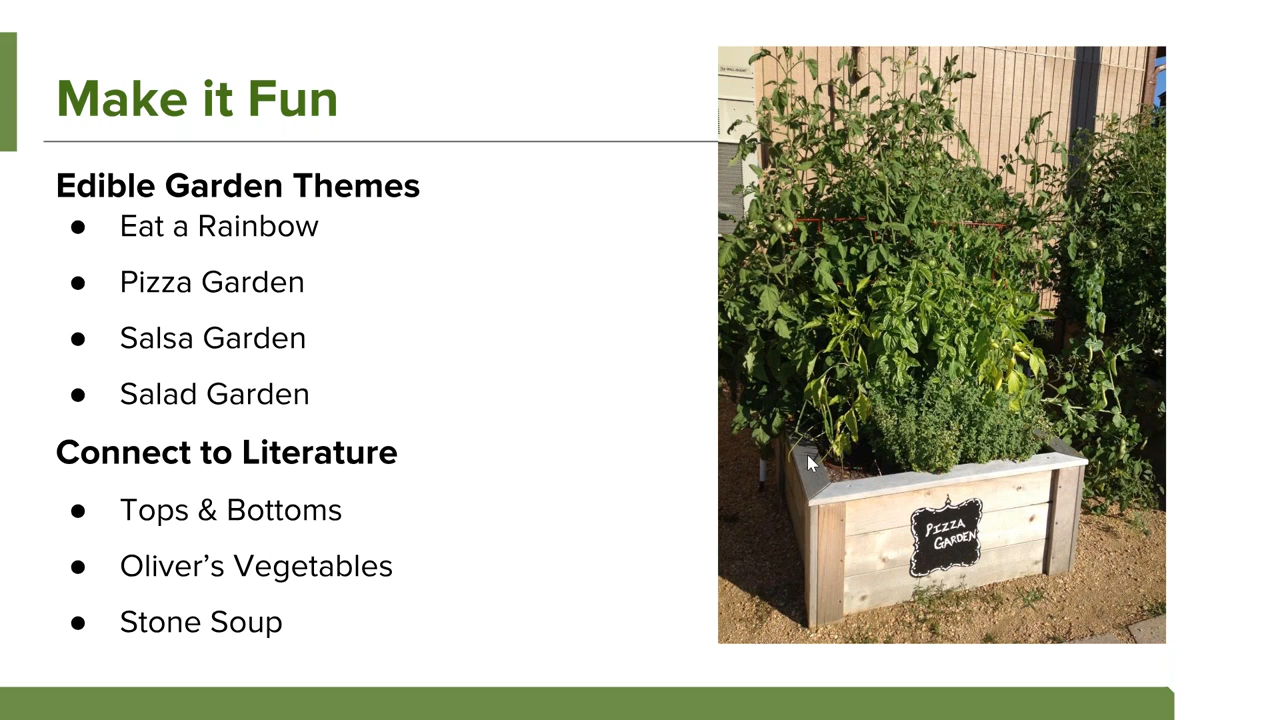 Make it Fun
Edible Garden Themes
● Eat a Rainbow
● Pizza Garden
● Salsa Garden
● Salad Garden
Connect to Literature
● Tops & Bottoms
● Oliver’s Vegetables
● Stone Soup
PIZZA
GARDEN